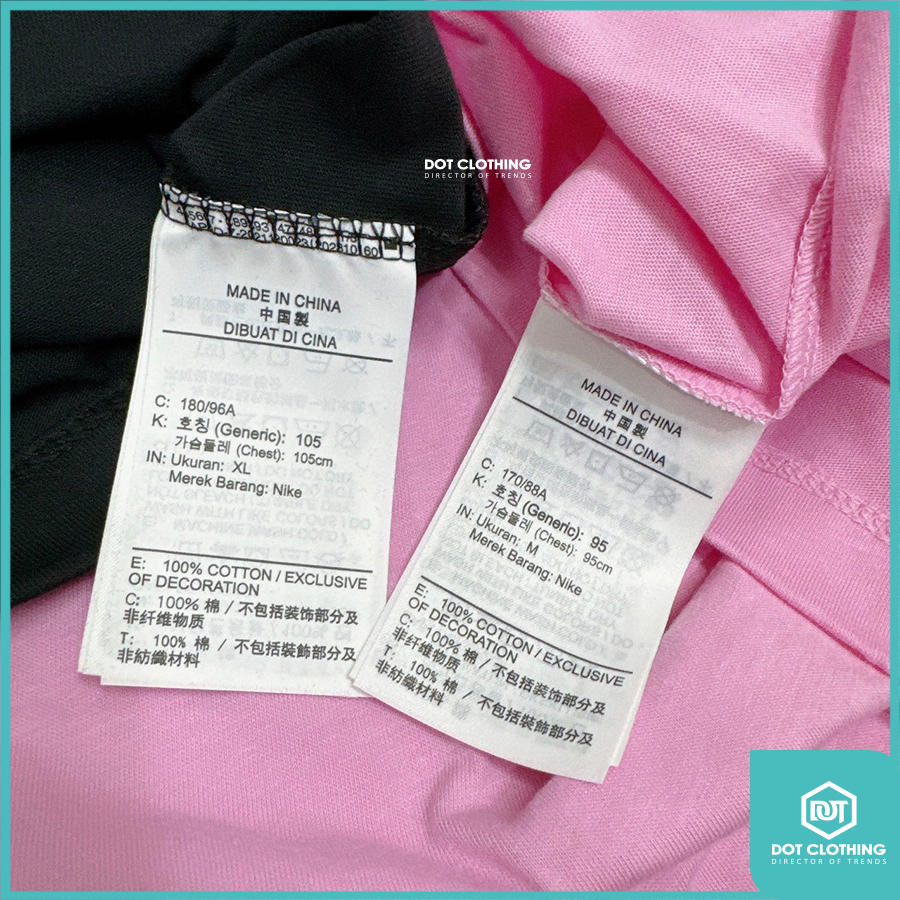 DOT CLOTHING
DIRECTOR OF TRENDS
MADE IN CHINA
中国製
DIBUAT DI CINA
C: 180/96A
K: 호칭 (Generic): 105
가슴둘레 (Chest): 105cm
IN: Ukuran: XL
Merek Barang: Nike
E: 100% COTTON / EXCLUSIVE
OF DECORATION
C: 100% 棉 / 不包括装饰部分及
非纤维物质
T: 100% 棉 / 不包括裝飾部分及
非紡織材料
MADE IN CHINA
中国製
DIBUAT DI CINA
C: 170/88A
K: 호칭 (Generic): 95
가슴둘레 (Chest): 95cm
IN: Ukuran: M
Merek Barang: Nike
E: 100% COTTON / EXCLUSIVE
OF DECORATION
C: 100% 棉 / 不包括装饰部分及
非纤维物质
T: 100% 棉 / 不包括裝飾部分及
非紡織材料
DOT
DOT CLOTHING
DIRECTOR OF TRENDS